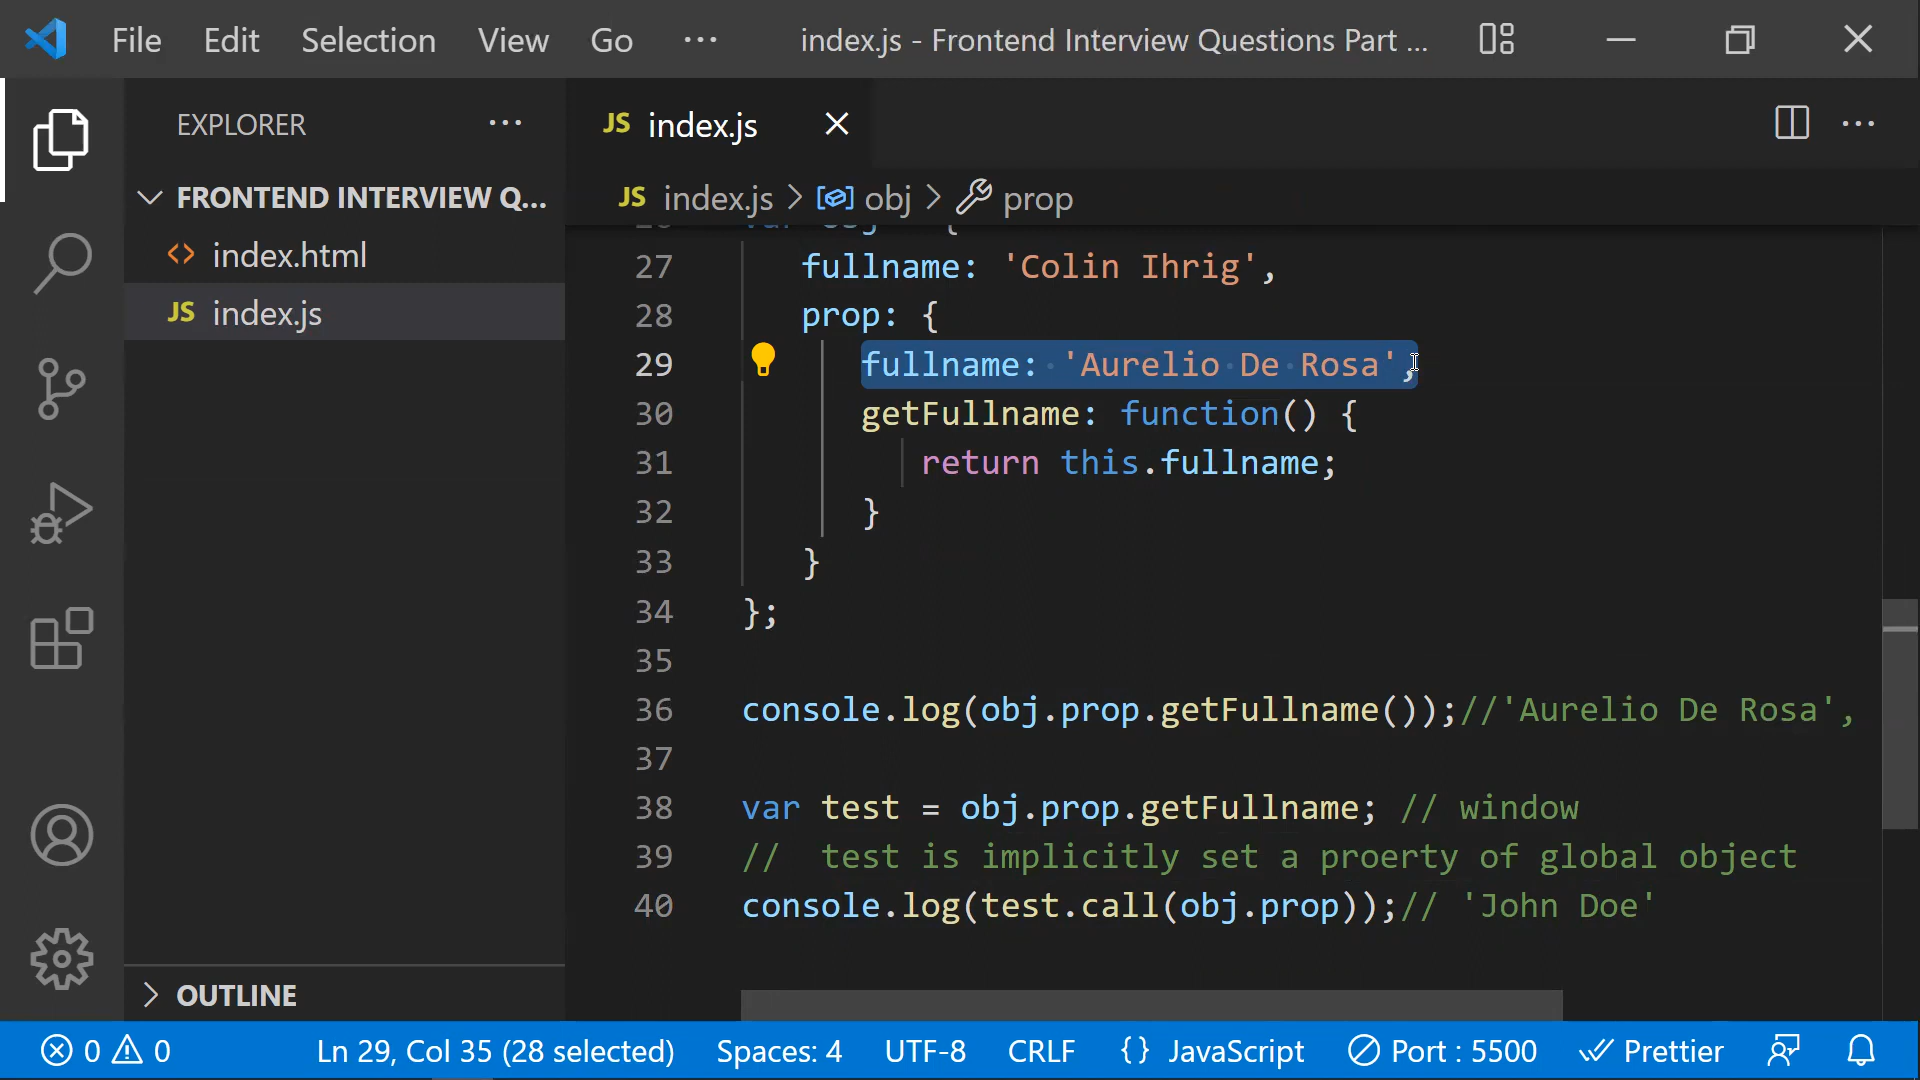 File Edit Selection View Go ··· index.js - Frontend Interview Questions Part ...
EXPLORER ···
JS index.js
FRONTEND INTERVIEW Q...
JS index.js > obj > prop
<> index.html
JS index.js
26 var obj = {
27 fullname: 'Colin Ihrig',
28 prop: {
29 fullname: 'Aurelio De Rosa',
30 getFullname: function() {
31 return this.fullname;
32 }
33 }
34 };
35
36 console.log(obj.prop.getFullname());//'Aurelio De Rosa',
37
38 var test = obj.prop.getFullname; // window
39 // test is implicitly set a proerty of global object
40 console.log(test.call(obj.prop));// 'John Doe'
OUTLINE
0 0 Ln 29, Col 35 (28 selected) Spaces: 4 UTF-8 CRLF {} JavaScript Port : 5500 Prettier